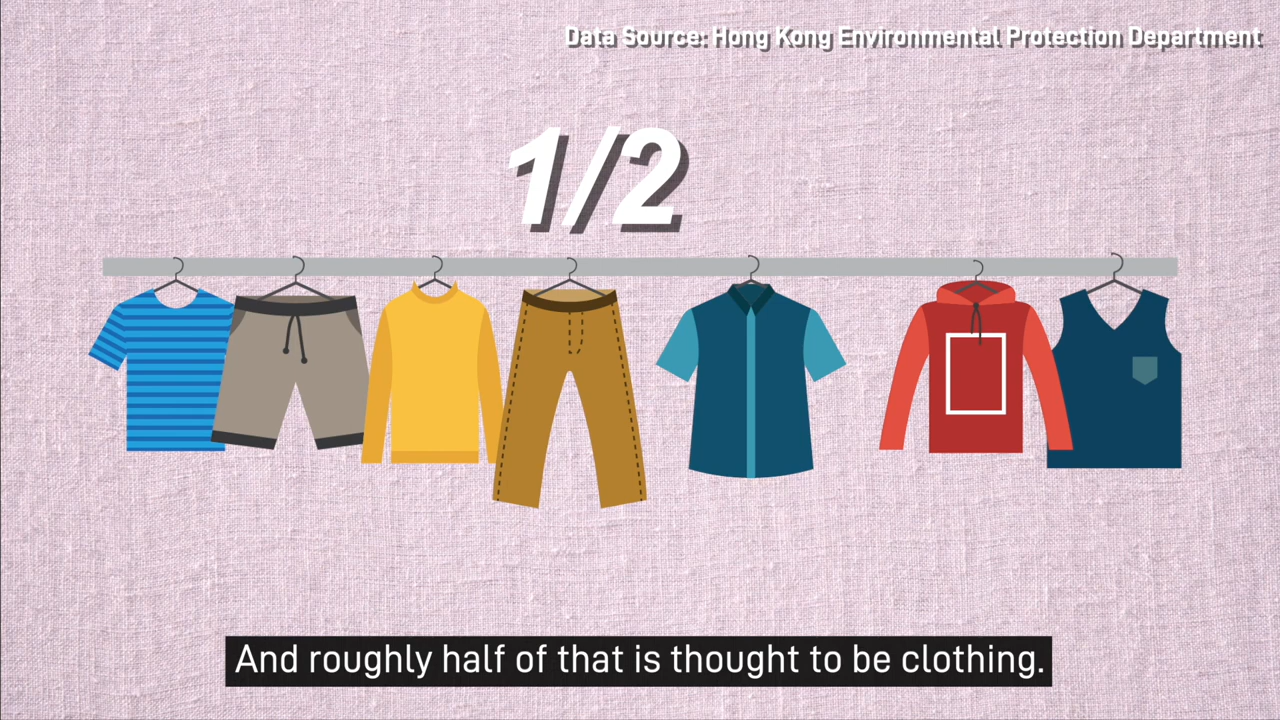 Data Source: Hong Kong Environmental Protection Department
1/2
And roughly half of that is thought to be clothing.